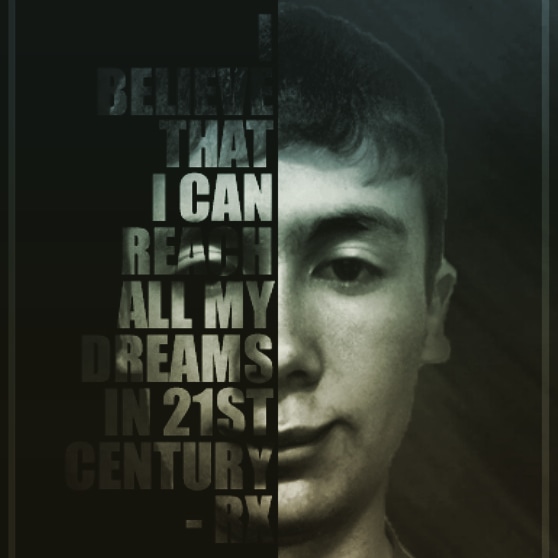 I
BELIEVE
THAT
I CAN
REACH
ALL MY
DREAMS
IN 21ST
CENTURY
- RX